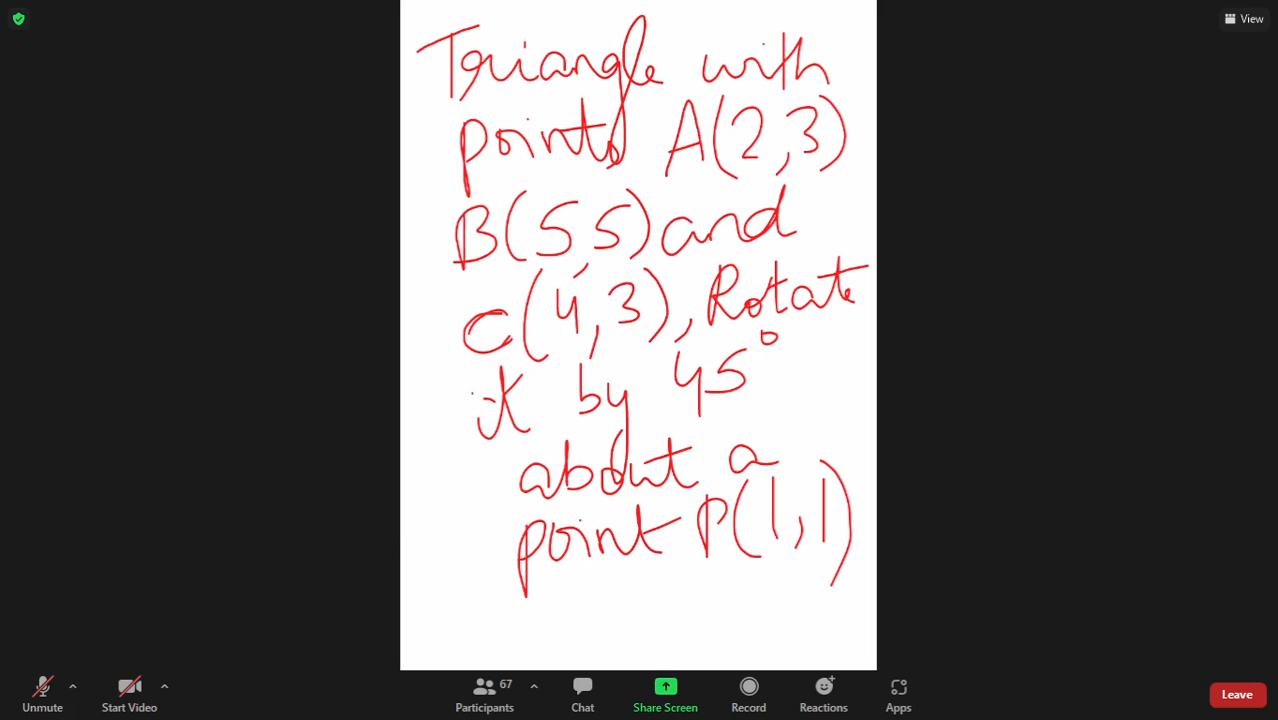 View
Triangle with
points A(2,3)
B(5,5) and
C(4,3), Rotate
it by 45°
about a
point P(1,1)
Unmute
Start Video
67
Participants
Chat
Share Screen
Record
Reactions
Apps
Leave